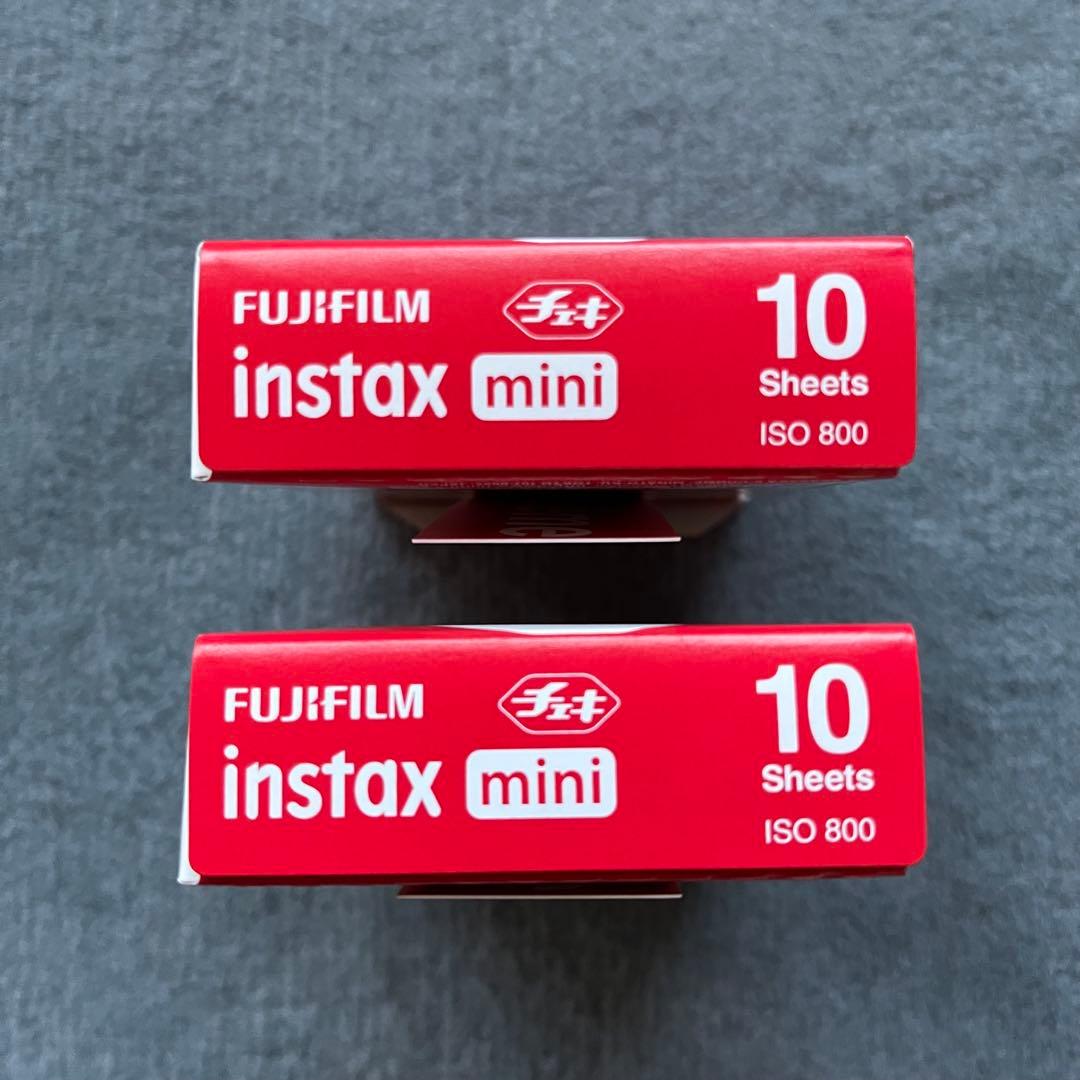 FUJIFILM チェキ
instax mini
10
Sheets
ISO 800
FUJIFILM チェキ
instax mini
10
Sheets
ISO 800